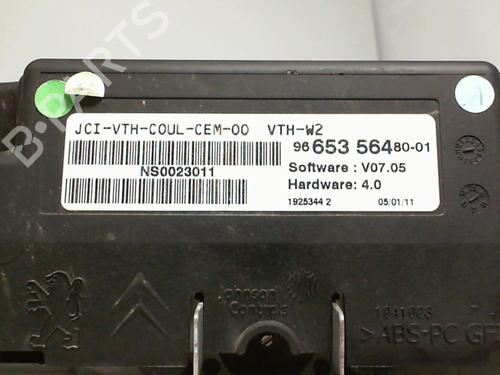 B-PARTS
JCI-VTH-COUL-CEM-00 VTH-W2
96 653 564 80-01
NS0023011
Software : V07.05
Hardware: 4.0
1925344 2 05/01/11
Johnson
Controls
1641628
>ABS-PC GF